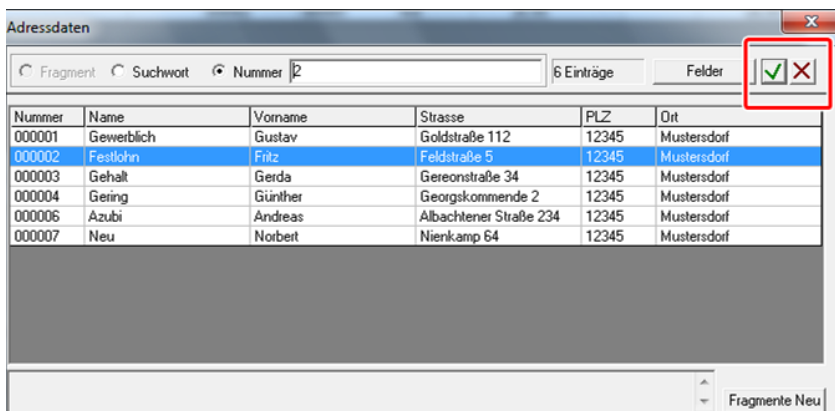 Adressdaten
Fragment Suchwort Nummer 2 6 Einträge Felder
Nummer Name Vorname Strasse PLZ Ort
000001 Gewerblich Gustav Goldstraße 112 12345 Mustersdorf
000002 Festlohn Fritz Feldstraße 5 12345 Mustersdorf
000003 Gehalt Gerda Gereonstraße 34 12345 Mustersdorf
000004 Gering Günther Georgskommende 2 12345 Mustersdorf
000006 Azubi Andreas Albachtener Straße 234 12345 Mustersdorf
000007 Neu Norbert Nienkamp 64 12345 Mustersdorf
Fragmente Neu